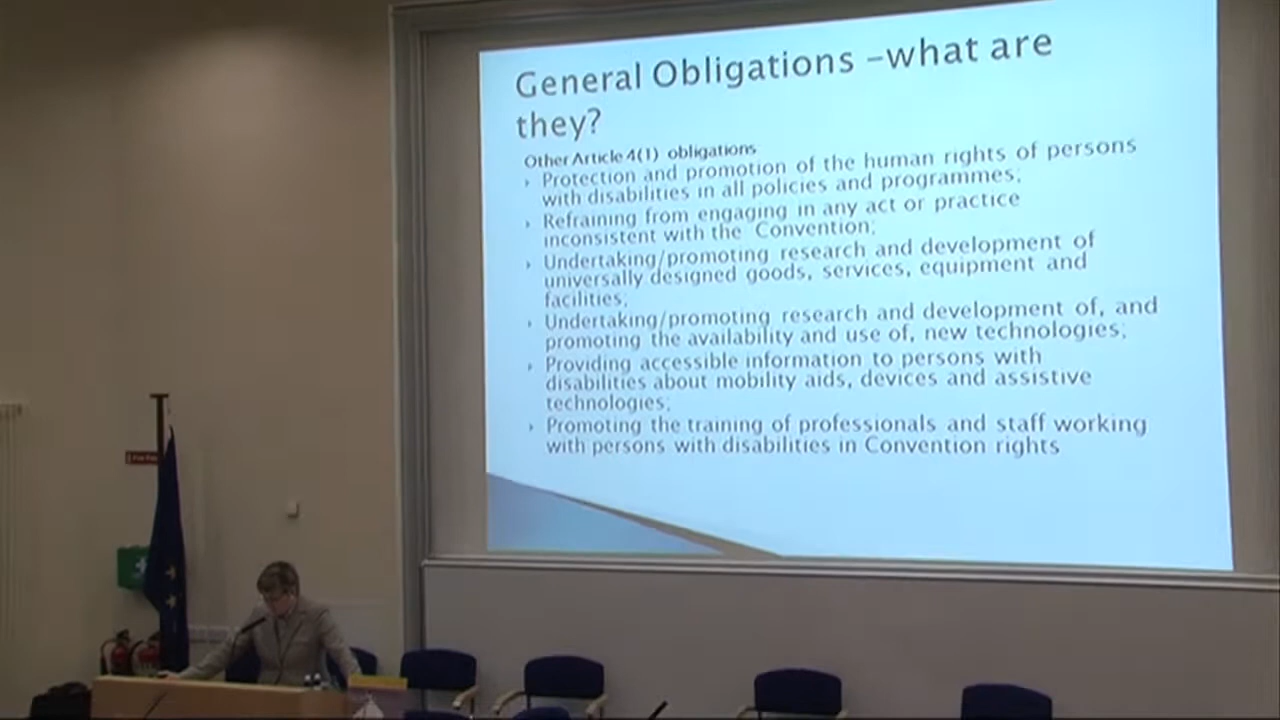 General Obligations –what are
they?
Other Article 4(1) obligations
Protection and promotion of the human rights of persons
with disabilities in all policies and programmes;
Refraining from engaging in any act or practice
inconsistent with the Convention;
Undertaking/promoting research and development of
universally designed goods, services, equipment and
facilities;
Undertaking/promoting research and development of, and
promoting the availability and use of, new technologies;
Providing accessible information to persons with
disabilities about mobility aids, devices and assistive
technologies;
Promoting the training of professionals and staff working
with persons with disabilities in Convention rights